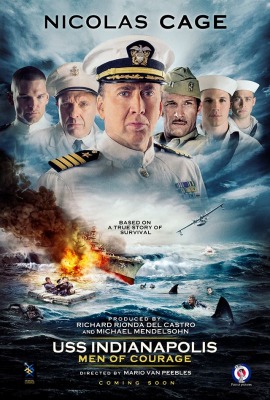 NICOLAS CAGE
BASED ON
A TRUE STORY OF
SURVIVAL
PRODUCED BY
RICHARD RIONDA DEL CASTRO
AND MICHAEL MENDELSOHN
USS INDIANAPOLIS
MEN OF COURAGE
DIRECTED BY MARIO VAN PEEBLES
COMING SOON